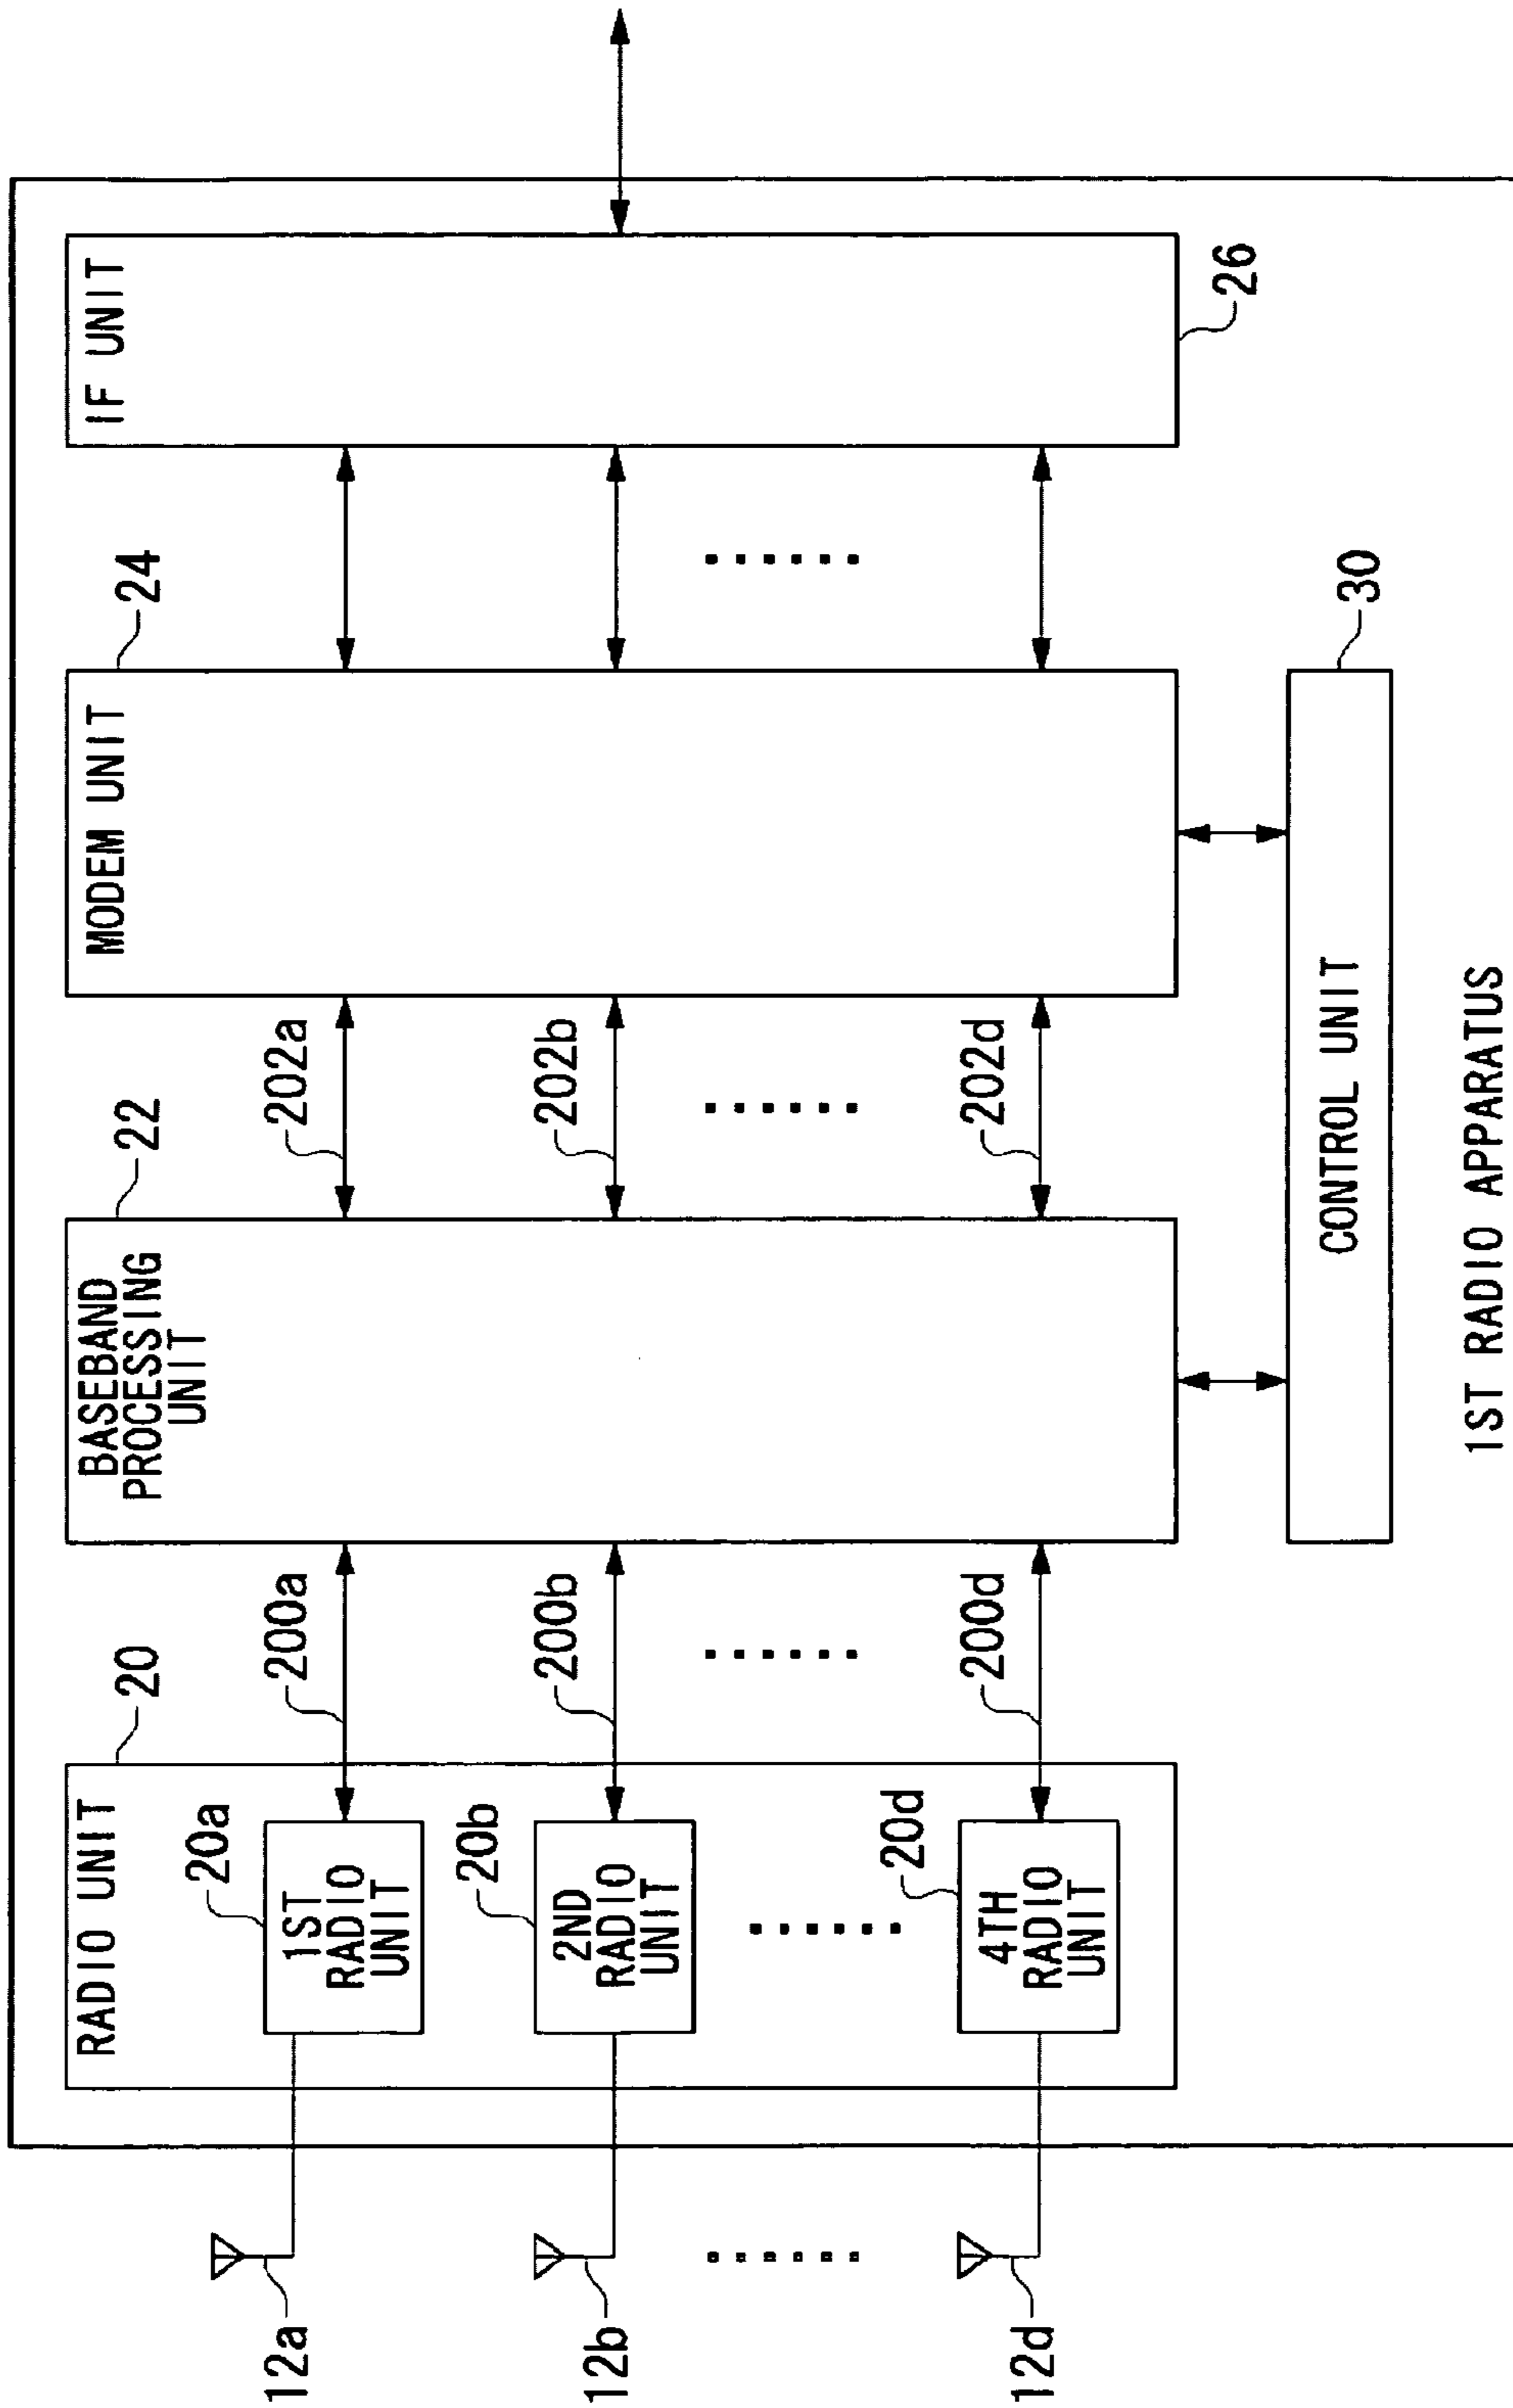 20
22
24
RADIO UNIT
BASEBAND
PROCESSING
UNIT
MODEM UNIT
IF UNIT
20a
200a
202a
12a
1ST
RADIO
UNIT
20b
200b
202b
12b
2ND
RADIO
UNIT
20d
200d
202d
12d
4TH
RADIO
UNIT
26
30
CONTROL UNIT
1ST RADIO APPARATUS